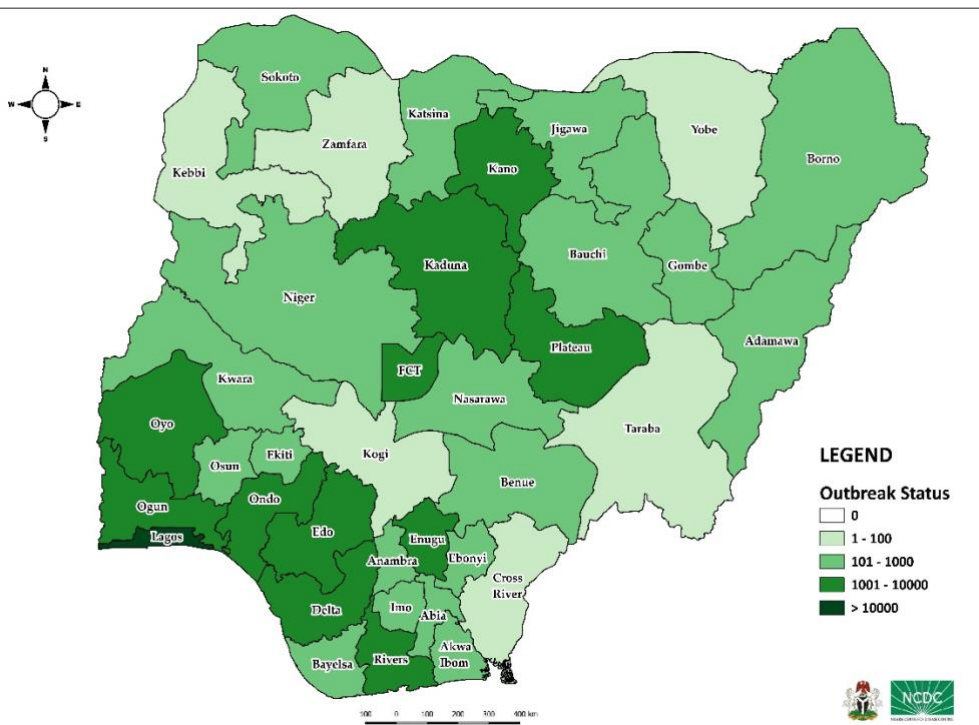 N
W E
S
Sokoto
Katsina
Zamfara
Kebbi
Jigawa
Yobe
Borno
Kano
Kaduna
Bauchi
Gombe
Niger
Adamawa
Plateau
FCT
Kwara
Nasarawa
Oyo
Taraba
Kogi
Osun
Ekiti
Benue
Ogun
Ondo
Lagos
Edo
Enugu
Ebonyi
Anambra
Cross
River
Delta
Imo
Abia
Akwa
Ibom
Bayelsa
Rivers
LEGEND
Outbreak Status
0
1 - 100
101 - 1000
1001 - 10000
> 10000
100 0 100 200 300 400 km
NCDC